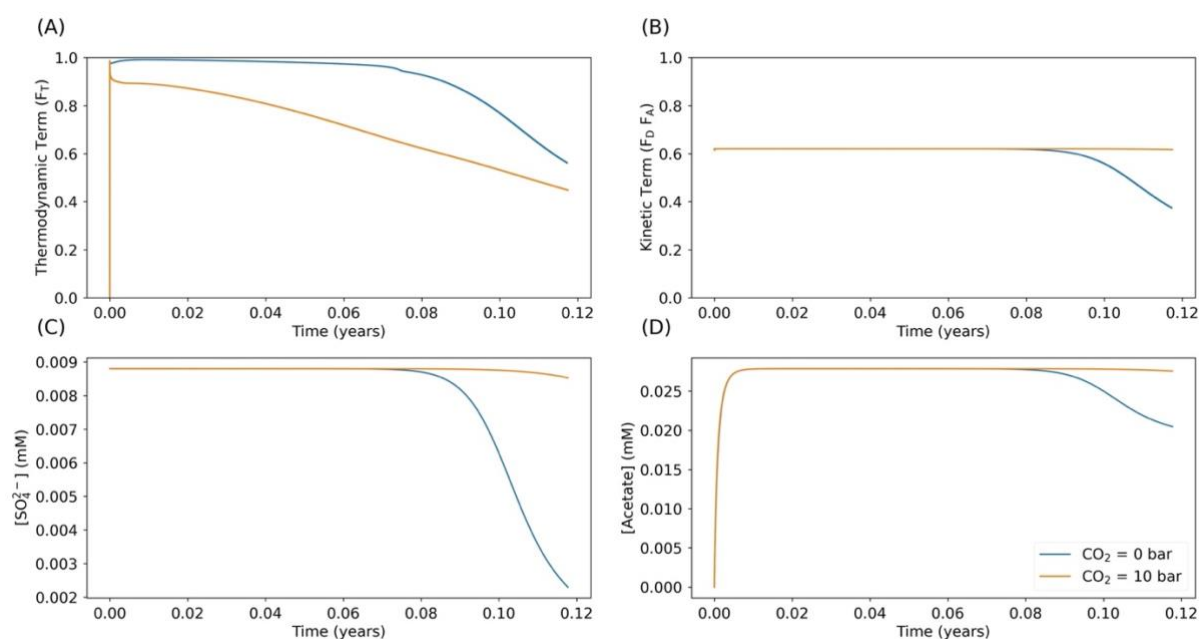 (A)
Thermodynamic Term (F_T)
1.0
0.8
0.6
0.4
0.2
0.0
0.00 0.02 0.04 0.06 0.08 0.10 0.12
Time (years)
(B)
Kinetic Term (F_D F_A)
1.0
0.8
0.6
0.4
0.2
0.0
0.00 0.02 0.04 0.06 0.08 0.10 0.12
Time (years)
(C)
[SO₄²⁻] (mM)
0.009
0.008
0.007
0.006
0.005
0.004
0.003
0.002
0.00 0.02 0.04 0.06 0.08 0.10 0.12
Time (years)
(D)
[Acetate] (mM)
0.025
0.020
0.015
0.010
0.005
0.000
CO₂ = 0 bar
CO₂ = 10 bar
0.00 0.02 0.04 0.06 0.08 0.10 0.12
Time (years)